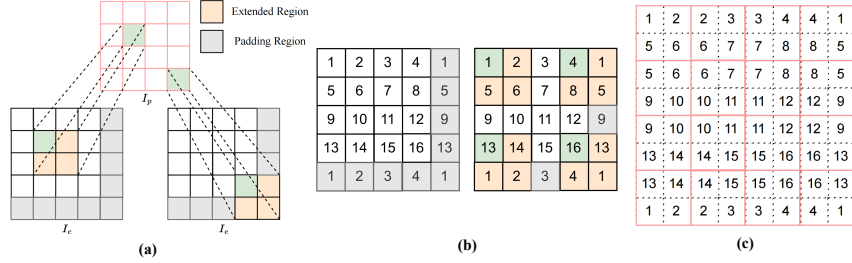 Extended Region
Padding Region
I_p
I_e
I_e
(a)
1 2 3 4 1
5 6 7 8 5
9 10 11 12 9
13 14 15 16 13
1 2 3 4 1
1 2 3 4 1
5 6 7 8 5
9 10 11 12 9
13 14 15 16 13
1 2 3 4 1
(b)
1 2 2 3 3 4 4 1
5 6 6 7 7 8 8 5
5 6 6 7 7 8 8 5
9 10 10 11 11 12 12 9
9 10 10 11 11 12 12 9
13 14 14 15 15 16 16 13
13 14 14 15 15 16 16 13
1 2 2 3 3 4 4 1
(c)